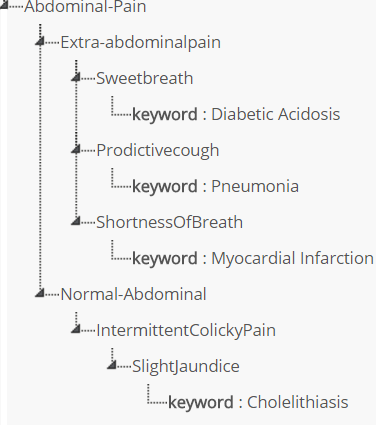 Abdominal-Pain
Extra-abdominalpain
Sweetbreath
keyword : Diabetic Acidosis
Prodictivecough
keyword : Pneumonia
ShortnessOfBreath
keyword : Myocardial Infarction
Normal-Abdominal
IntermittentColickyPain
SlightJaundice
keyword : Cholelithiasis